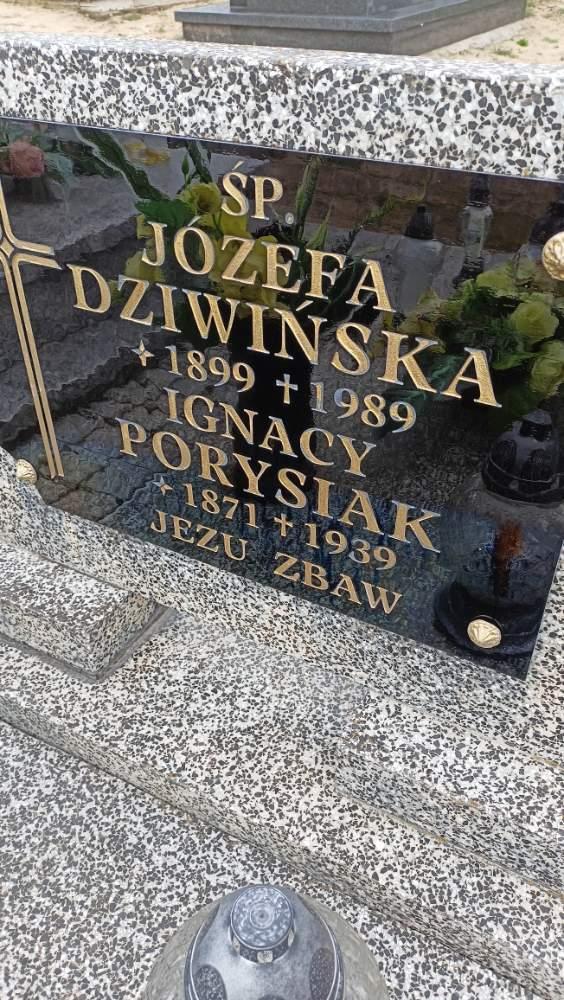 ŚP.
JÓZEFA
DZIWIŃSKA
1899 1989
IGNACY
PORYSIAK
1871 1939
JEZU ZBAW